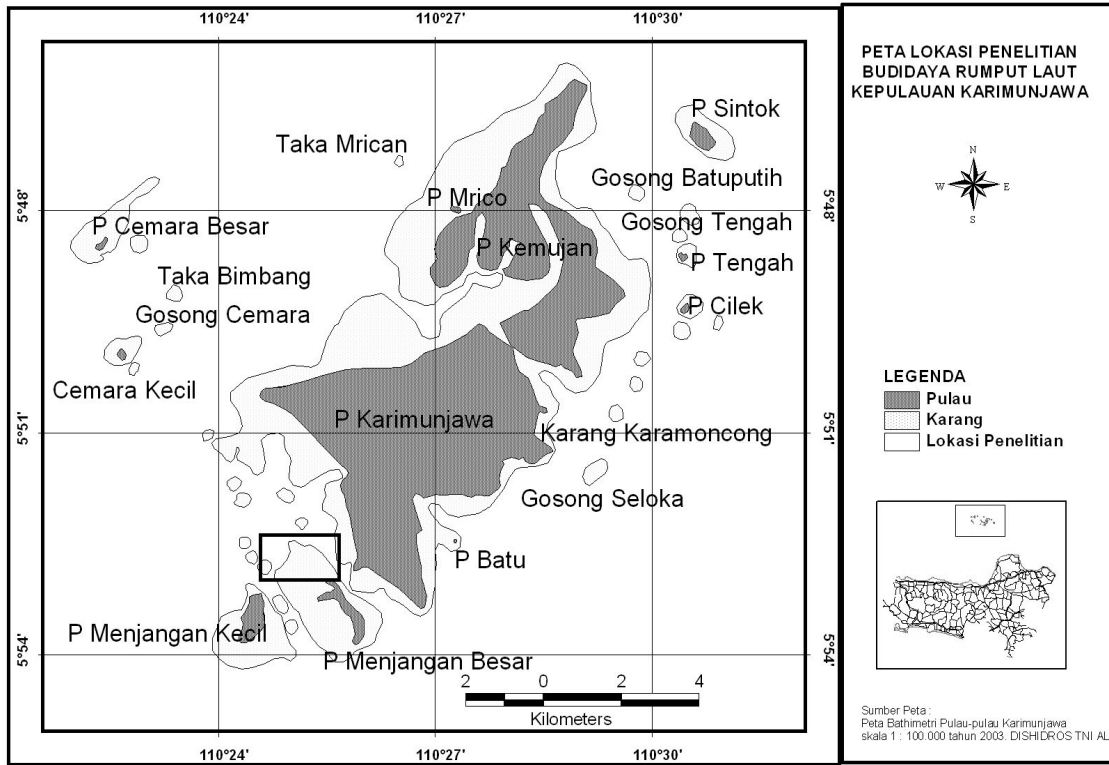 110°24' 110°27' 110°30'
PETA LOKASI PENELITIAN
BUDIDAYA RUMPUT LAUT
KEPULAUAN KARIMUNJAWA
P Sintok
Taka Mrican
N
W E
S
Gosong Batuputih
P Mrico
5°48' 5°48'
P Cemara Besar
Gosong Tengah
P Kemujan
P Tengah
Taka Bimbang
P Cilek
Gosong Cemara
Cemara Kecil
LEGENDA
Pulau
Karang
Lokasi Penelitian
P Karimunjawa
Karang Karamoncong
5°51' 5°51'
Gosong Seloka
P Batu
P Menjangan Kecil
5°54' 5°54'
P Menjangan Besar
2 0 2 4
Kilometers
Sumber Peta :
Peta Bathimetri Pulau-pulau Karimunjawa
skala 1 : 100.000 tahun 2003. DISHIDROS TNI AL
110°24' 110°27' 110°30'